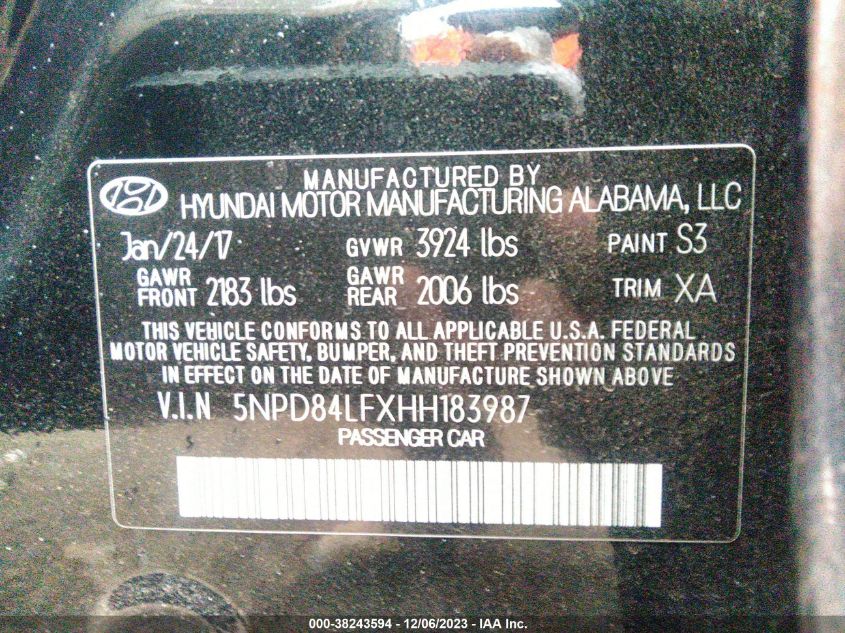 MANUFACTURED BY
HYUNDAI MOTOR MANUFACTURING ALABAMA, LLC
Jan/24/17 GVWR 3924 lbs PAINT S3
GAWR FRONT 2183 lbs GAWR REAR 2006 lbs TRIM XA
THIS VEHICLE CONFORMS TO ALL APPLICABLE U.S.A. FEDERAL
MOTOR VEHICLE SAFETY, BUMPER, AND THEFT PREVENTION STANDARDS
IN EFFECT ON THE DATE OF MANUFACTURE SHOWN ABOVE
V.I.N 5NPD84LFXHH183987
PASSENGER CAR
000-38243594 - 12/06/2023 - IAA Inc.